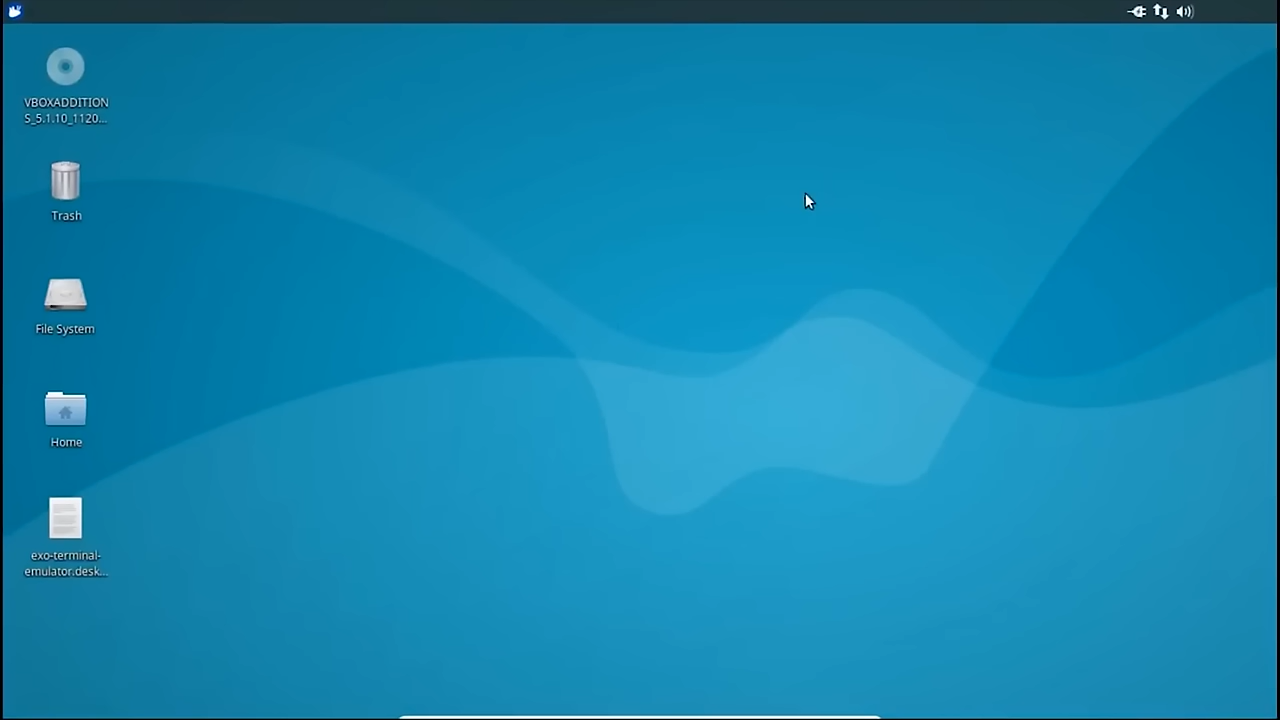 VBOXADDITION
S_5.1.10_1120...
Trash
File System
Home
exo-terminal-
emulator.desk...